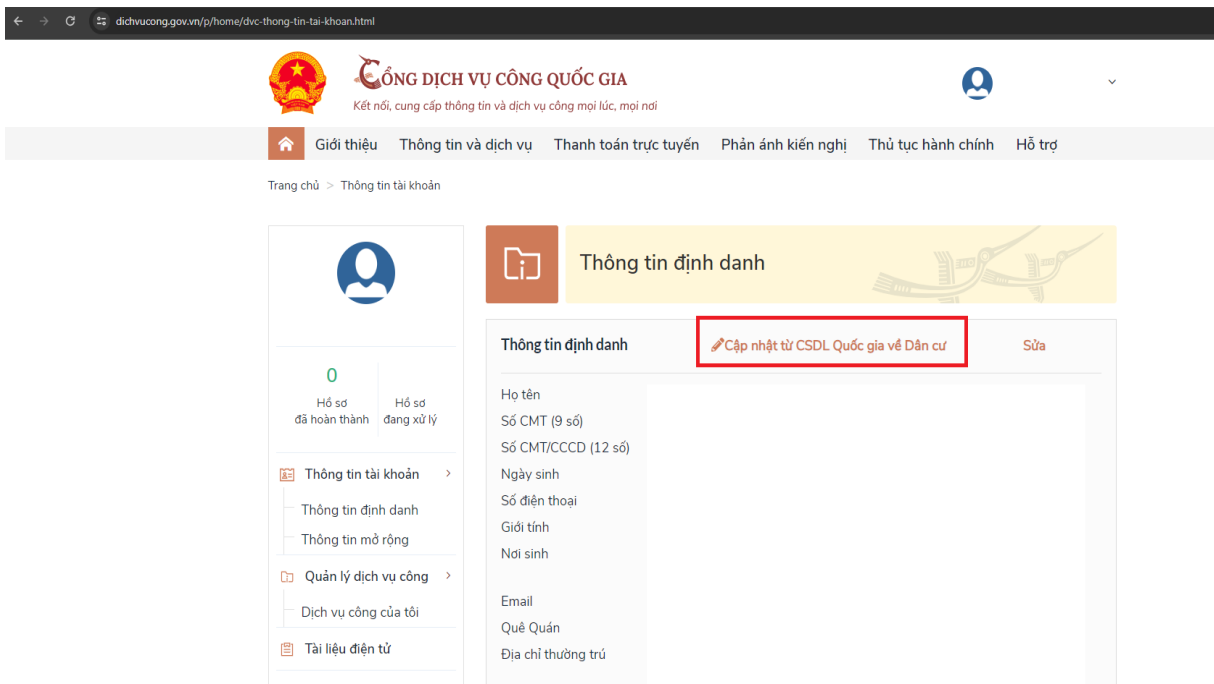 dichvucong.gov.vn/p/home/dvc-thong-tin-tai-khoan.html
CỔNG DỊCH VỤ CÔNG QUỐC GIA
Kết nối, cung cấp thông tin và dịch vụ công mọi lúc, mọi nơi
Giới thiệu Thông tin và dịch vụ Thanh toán trực tuyến Phản ánh kiến nghị Thủ tục hành chính Hỗ trợ
Trang chủ > Thông tin tài khoản
0
Hồ sơ
đã hoàn thành
Hồ sơ
đang xử lý
Thông tin tài khoản
Thông tin định danh
Thông tin mở rộng
Quản lý dịch vụ công
Dịch vụ công của tôi
Tài liệu điện tử
Thông tin định danh
Thông tin định danh Cập nhật từ CSDL Quốc gia về Dân cư Sửa
Họ tên
Số CMT (9 số)
Số CMT/CCCD (12 số)
Ngày sinh
Số điện thoại
Giới tính
Nơi sinh
Email
Quê Quán
Địa chỉ thường trú